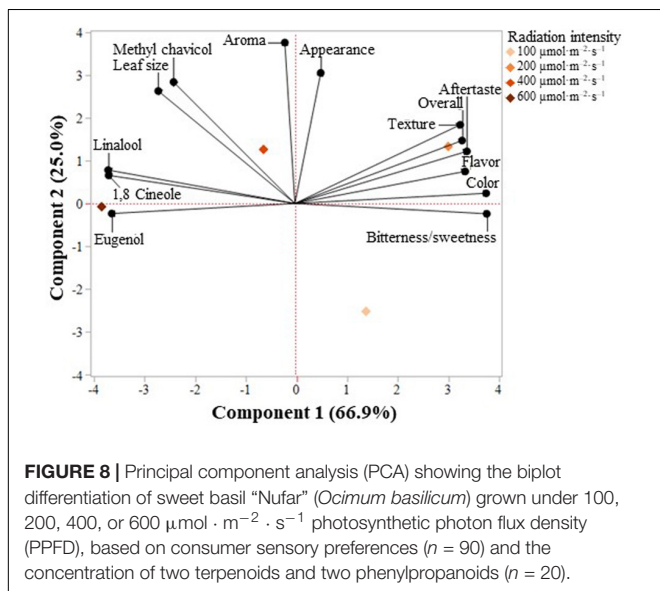 Radiation intensity
100 μmol·m⁻²·s⁻¹
200 μmol·m⁻²·s⁻¹
400 μmol·m⁻²·s⁻¹
600 μmol·m⁻²·s⁻¹
Component 2 (25.0%)
4
3
2
1
0
-1
-2
-3
-4
Aroma
Appearance
Methyl chavicol
Leaf size
Aftertaste
Overall
Texture
Linalool
Flavor
1,8 Cineole
Color
Eugenol
Bitterness/sweetness
-4
-3
-2
-1
0
1
2
3
4
Component 1 (66.9%)
FIGURE 8 | Principal component analysis (PCA) showing the biplot
differentiation of sweet basil “Nufar” (Ocimum basilicum) grown under 100,
200, 400, or 600 μmol · m⁻² · s⁻¹ photosynthetic photon flux density
(PPFD), based on consumer sensory preferences (n = 90) and the
concentration of two terpenoids and two phenylpropanoids (n = 20).